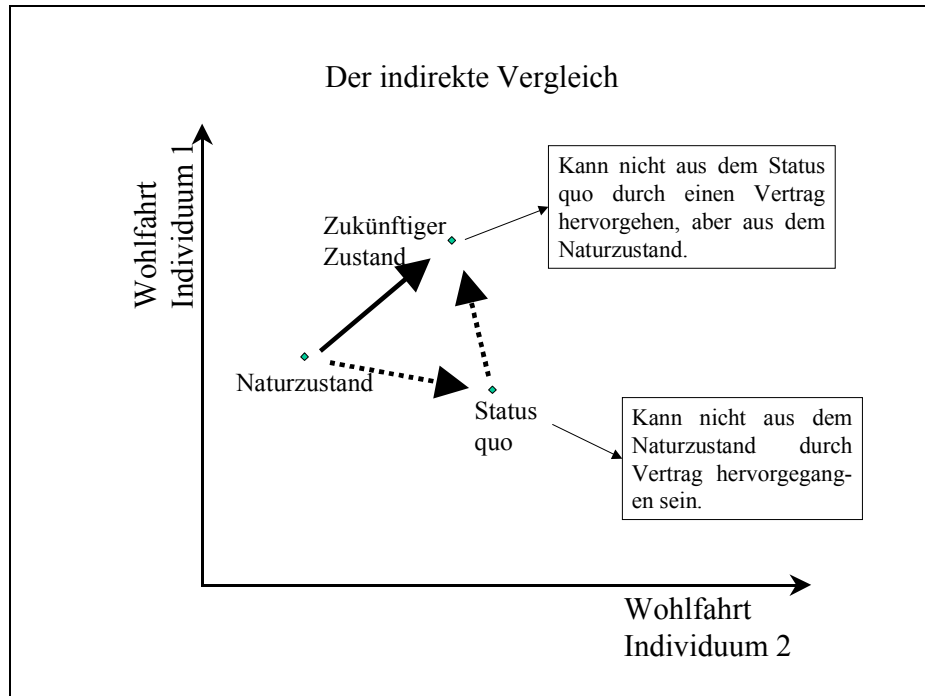 Der indirekte Vergleich
Wohlfahrt
Individuum 1
Kann nicht aus dem Status
quo durch einen Vertrag
hervorgehen, aber aus dem
Naturzustand.
Zukünftiger
Zustand
Naturzustand
Status
quo
Kann nicht aus dem
Naturzustand durch
Vertrag hervorgegang-
en sein.
Wohlfahrt
Individuum 2